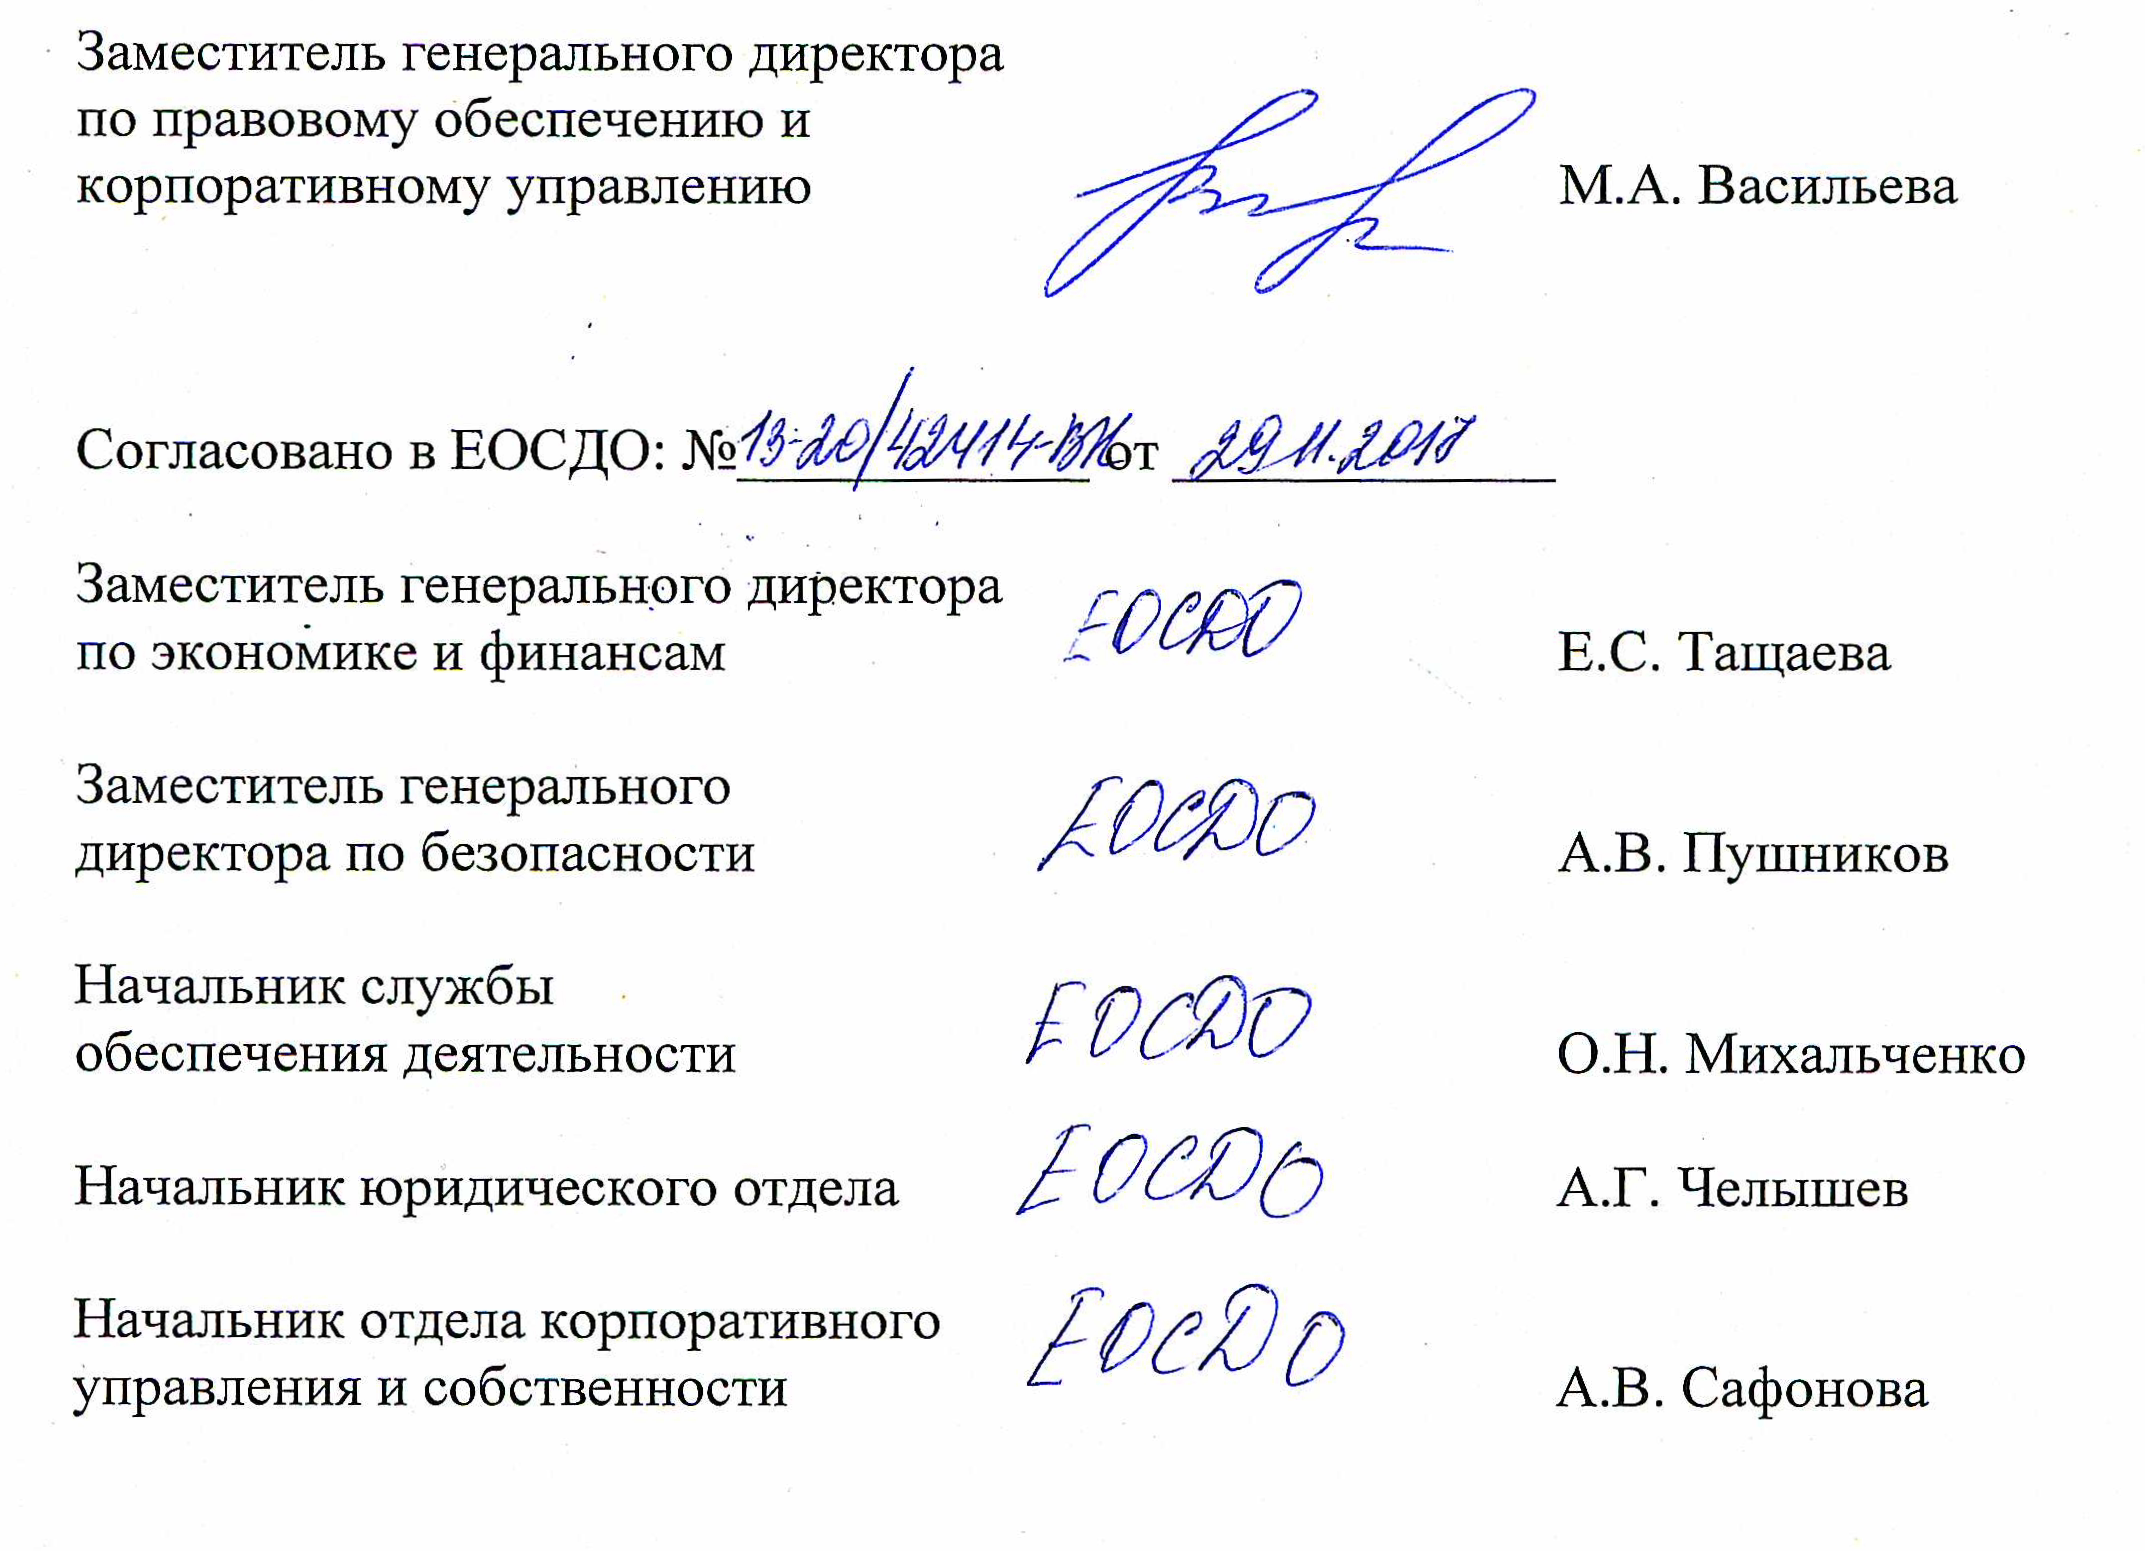 Заместитель генерального директора
по правовому обеспечению и
корпоративному управлению М.А. Васильева
Согласовано в ЕОСДО: №13-20/42414-ВК от 29.11.2017
Заместитель генерального директора
по экономике и финансам ЕОСДО Е.С. Тащаева
Заместитель генерального
директора по безопасности ЕОСДО А.В. Пушников
Начальник службы
обеспечения деятельности ЕОСДО О.Н. Михальченко
Начальник юридического отдела ЕОСДО А.Г. Челышев
Начальник отдела корпоративного
управления и собственности ЕОСДО А.В. Сафонова